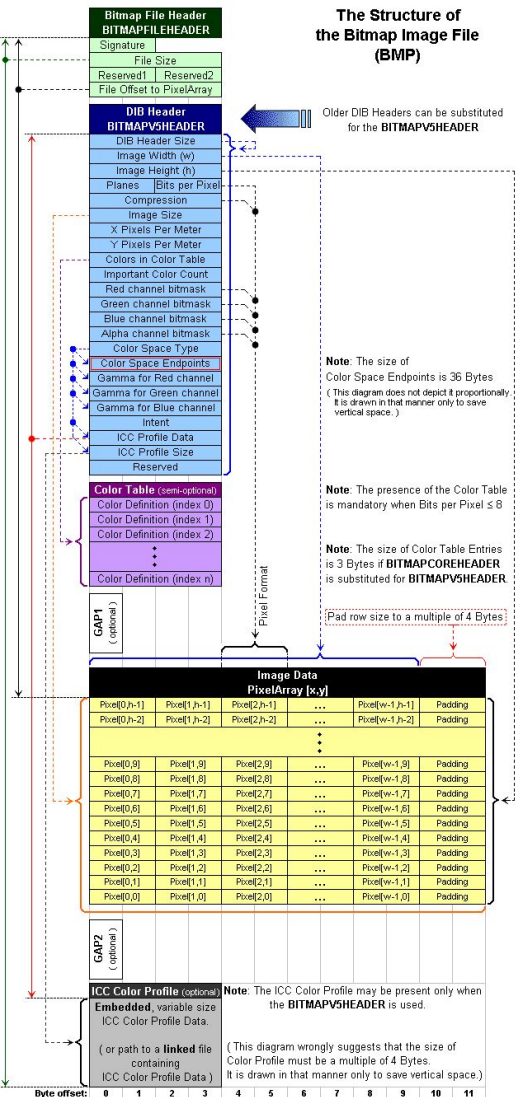 The Structure of
the Bitmap Image File
(BMP)
Bitmap File Header
BITMAPFILEHEADER
Signature
File Size
Reserved1 Reserved2
File Offset to PixelArray
DIB Header
BITMAPV5HEADER
Older DIB Headers can be substituted
for the BITMAPV5HEADER
DIB Header Size
Image Width (w)
Image Height (h)
Planes Bits per Pixel
Compression
Image Size
X Pixels Per Meter
Y Pixels Per Meter
Colors in Color Table
Important Color Count
Red channel bitmask
Green channel bitmask
Blue channel bitmask
Alpha channel bitmask
Color Space Type
Color Space Endpoints
Gamma for Red channel
Gamma for Green channel
Gamma for Blue channel
Intent
ICC Profile Data
ICC Profile Size
Reserved
Note: The size of
Color Space Endpoints is 36 Bytes
( This diagram does not depict it proportionally.
It is drawn in that manner only to save
vertical space. )
Color Table (semi-optional)
Color Definition (index 0)
Color Definition (index 1)
Color Definition (index 2)
Color Definition (index n)
Note: The presence of the Color Table
is mandatory when Bits per Pixel ≤ 8
Note: The size of Color Table Entries
is 3 Bytes if BITMAPCOREHEADER
is substituted for BITMAPV5HEADER.
GAP1
( optional )
Pixel Format
Pad row size to a multiple of 4 Bytes
Image Data
PixelArray [x,y]
Pixel[0,h-1] Pixel[1,h-1] Pixel[2,h-1] ... Pixel[w-1,h-1] Padding
Pixel[0,h-2] Pixel[1,h-2] Pixel[2,h-2] ... Pixel[w-1,h-2] Padding
Pixel[0,9] Pixel[1,9] Pixel[2,9] ... Pixel[w-1,9] Padding
Pixel[0,8] Pixel[1,8] Pixel[2,8] ... Pixel[w-1,8] Padding
Pixel[0,7] Pixel[1,7] Pixel[2,7] ... Pixel[w-1,7] Padding
Pixel[0,6] Pixel[1,6] Pixel[2,6] ... Pixel[w-1,6] Padding
Pixel[0,5] Pixel[1,5] Pixel[2,5] ... Pixel[w-1,5] Padding
Pixel[0,4] Pixel[1,4] Pixel[2,4] ... Pixel[w-1,4] Padding
Pixel[0,3] Pixel[1,3] Pixel[2,3] ... Pixel[w-1,3] Padding
Pixel[0,2] Pixel[1,2] Pixel[2,2] ... Pixel[w-1,2] Padding
Pixel[0,1] Pixel[1,1] Pixel[2,1] ... Pixel[w-1,1] Padding
Pixel[0,0] Pixel[1,0] Pixel[2,0] ... Pixel[w-1,0] Padding
GAP2
( optional )
ICC Color Profile (optional)
Embedded, variable size
ICC Color Profile Data.
( or path to a linked file
containing
ICC Color Profile Data )
Note: The ICC Color Profile may be present only when
the BITMAPV5HEADER is used.
( This diagram wrongly suggests that the size of
Color Profile must be a multiple of 4 Bytes.
It is drawn in that manner only to save vertical space.)
Byte offset: 0 1 2 3 4 5 6 7 8 9 10 11